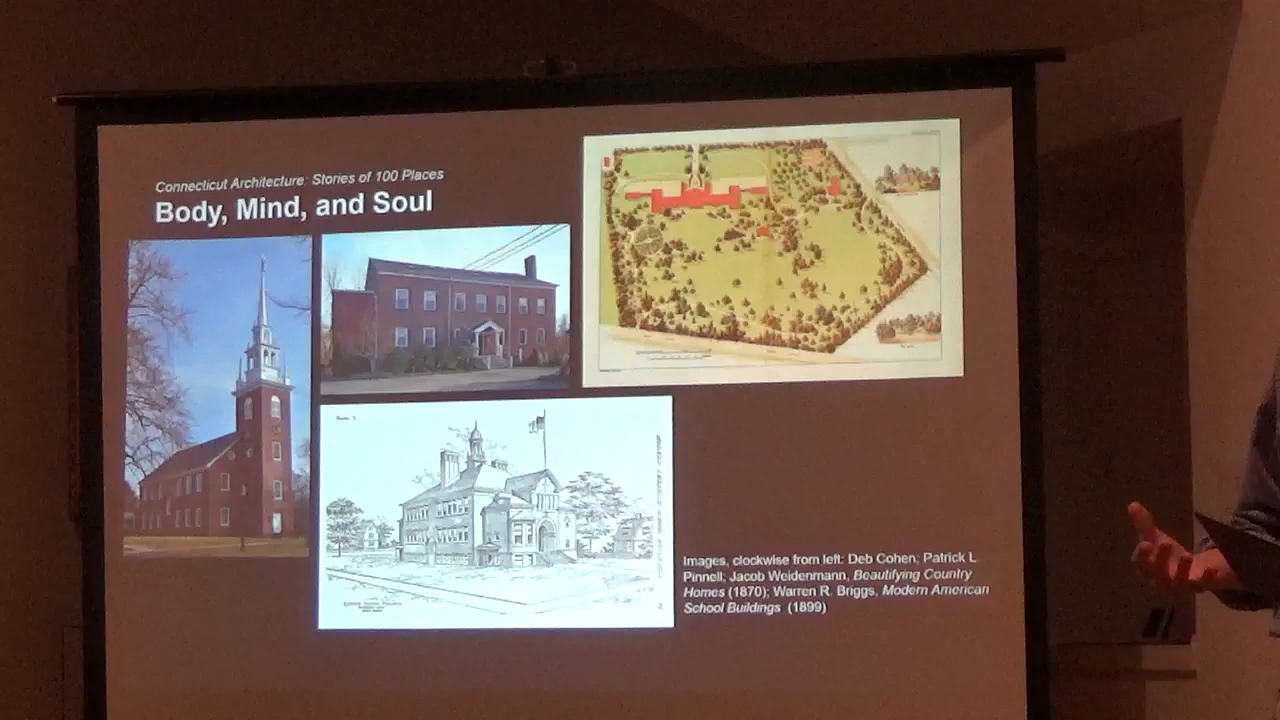 Connecticut Architecture: Stories of 100 Places
Body, Mind, and Soul
Images, clockwise from left: Deb Cohen; Patrick L.
Pinnell; Jacob Weidenmann, Beautifying Country
Homes (1870); Warren R. Briggs, Modern American
School Buildings (1899)